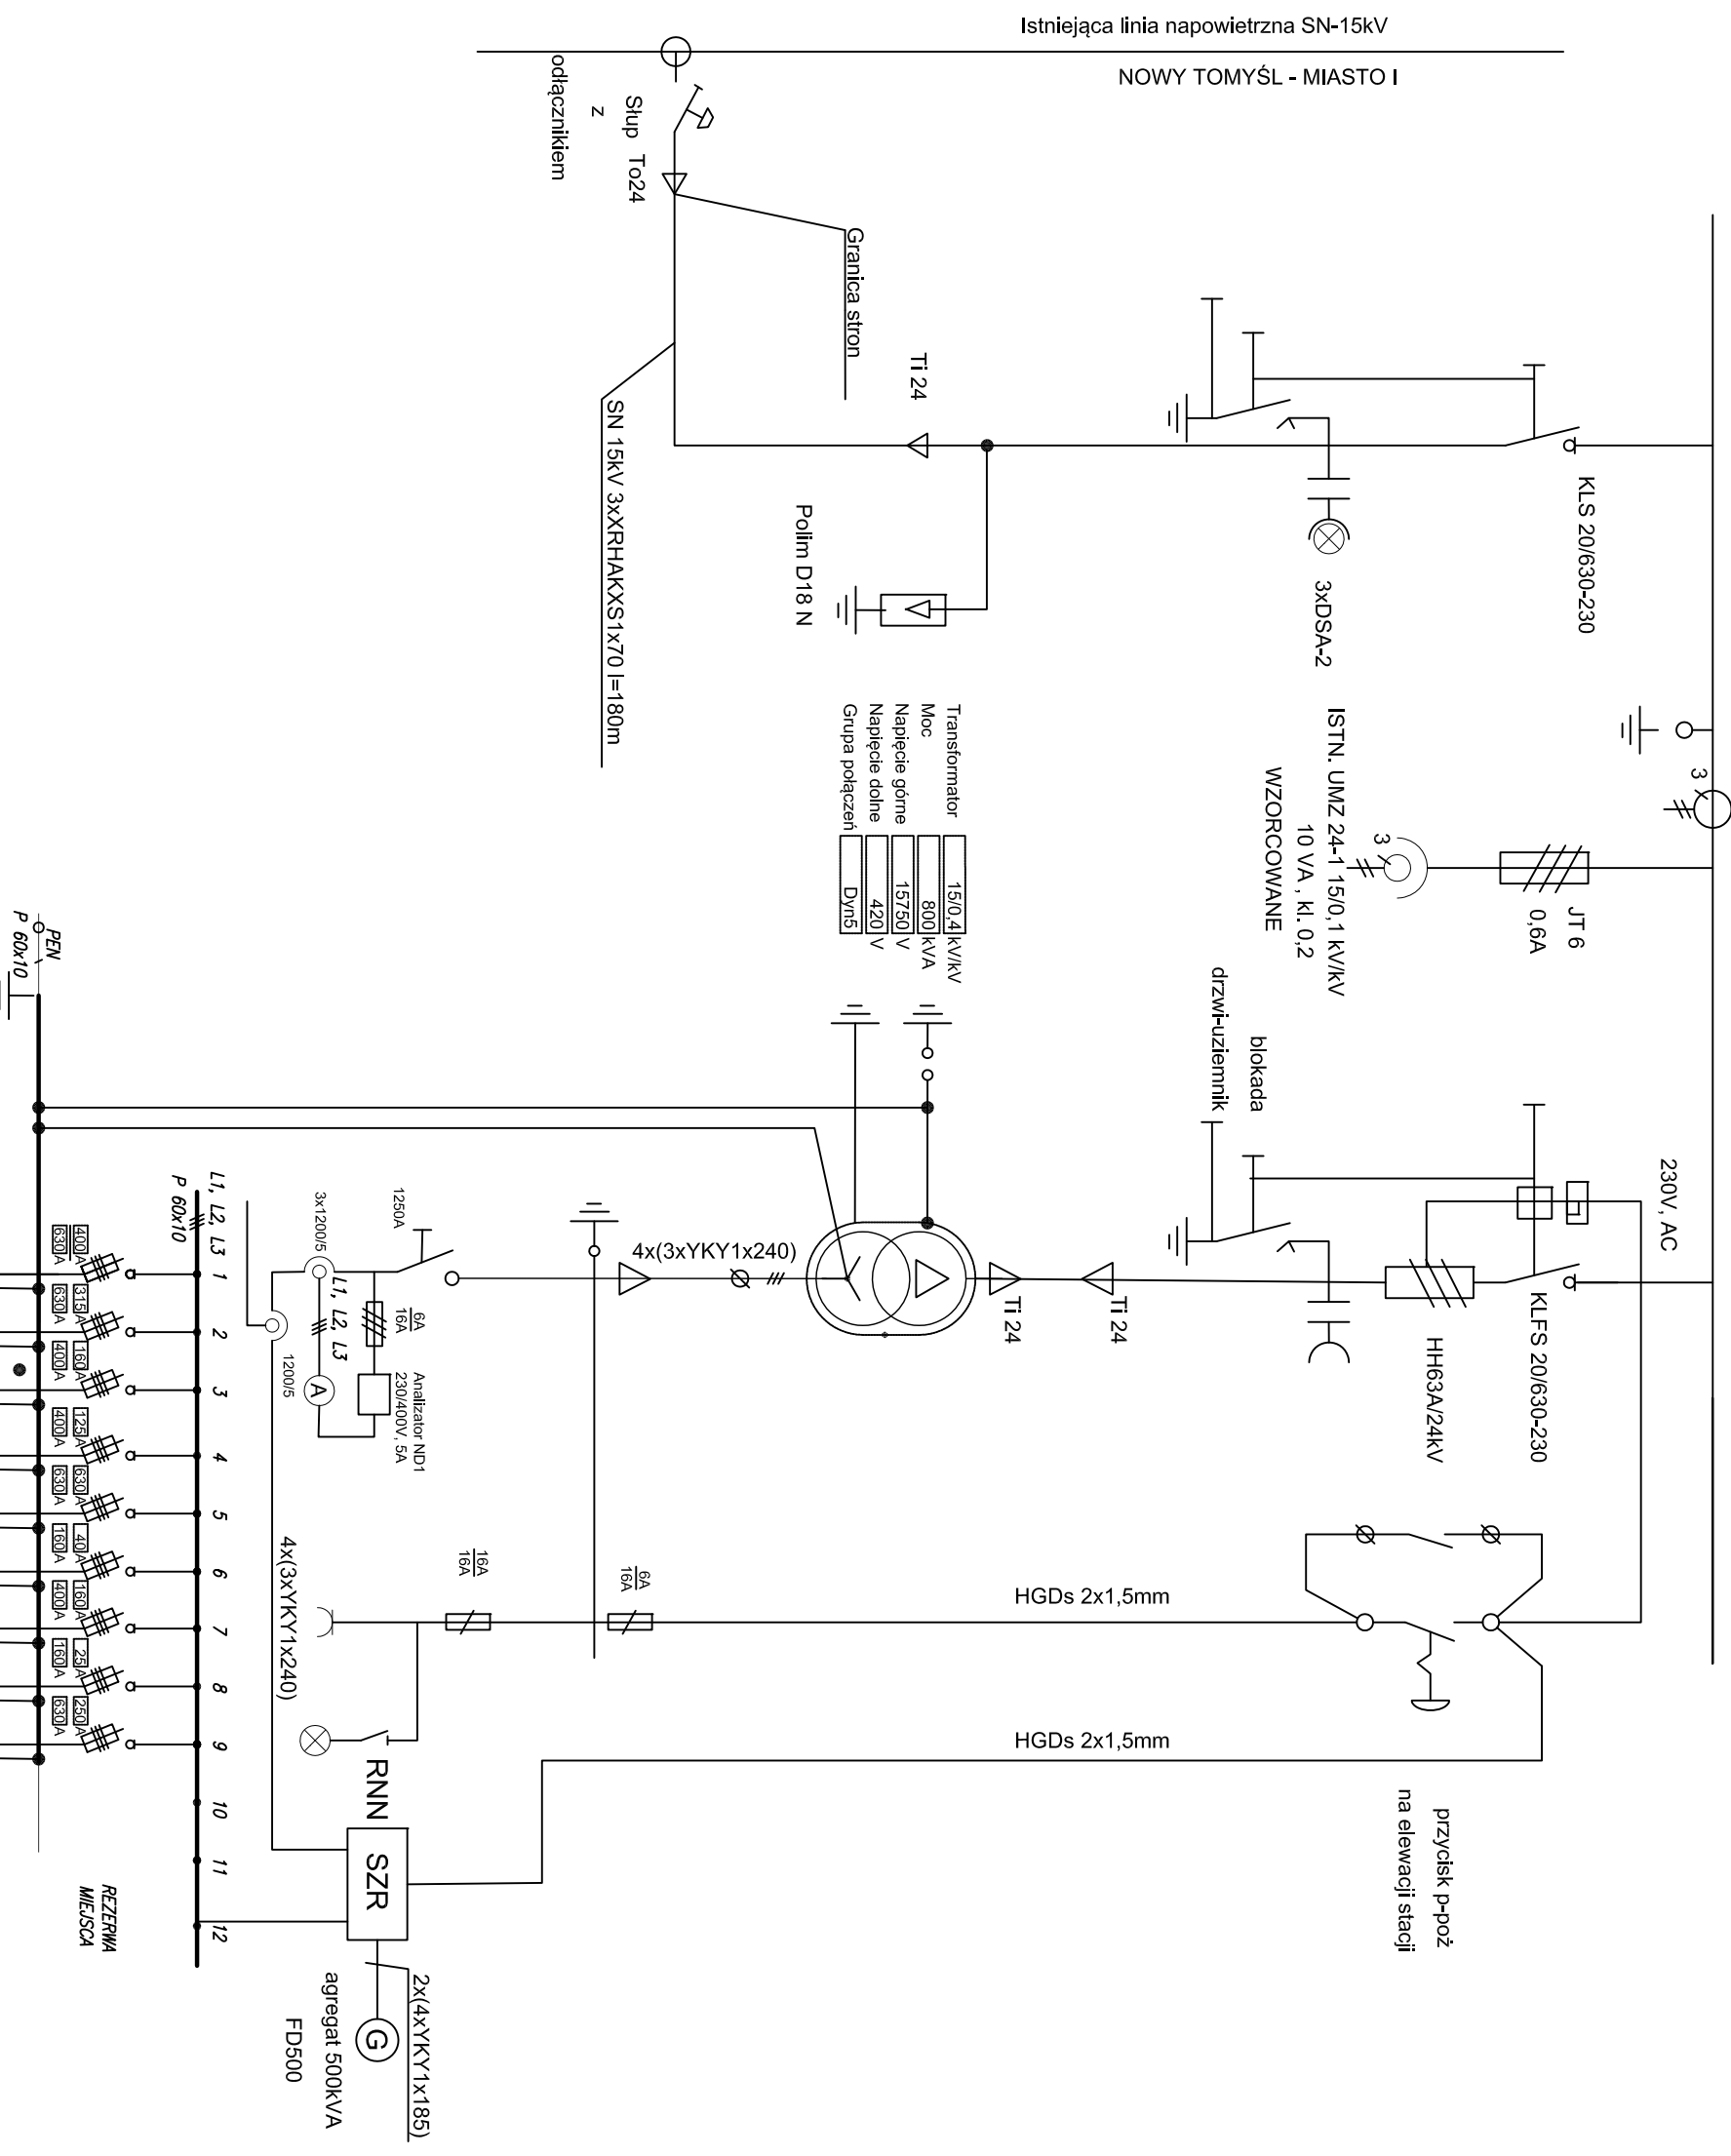 Istniejąca linia napowietrzna SN-15kV
NOWY TOMYŚL - MIASTO I
Słup To24
z
odłącznikiem
Granica stron
SN 15kV 3xXRHAKXS1x70 l=180m
Ti 24
Polim D18 N
KLS 20/630-230
3xDSA-2
3
3
JT 6
0,6A
ISTN. UMZ 24-1 15/0,1 kV/kV
10 VA , kl. 0,2
WZORCOWANE
Transformator 15/0,4 kV/kV
Moc 800 kVA
Napięcie górne 15750 V
Napięcie dolne 420 V
Grupa połączeń Dyn5
230V, AC
KLFS 20/630-230
HH63A/24kV
blokada
drzwi-uziemnik
Ti 24
Ti 24
4x(3xYKY1x240)
1250A
3x1200/5
L1, L2, L3
6A
16A
Analizator ND1
230/400V, 5A
A
1200/5
4x(3xYKY1x240)
16A
16A
6A
16A
HGDs 2x1,5mm
HGDs 2x1,5mm
przycisk p-poż
na elewacji stacji
RNN
SZR
G
2x(4xYKY1x185)
agregat 500kVA
FD500
PEN
P 60x10
L1, L2, L3
P 60x10
1 2 3 4 5 6 7 8 9 10 11 12
400A
630A
315A
630A
160A
400A
125A
400A
630A
630A
40A
160A
160A
400A
25A
160A
250A
630A
REZERWA
MIEJSCA